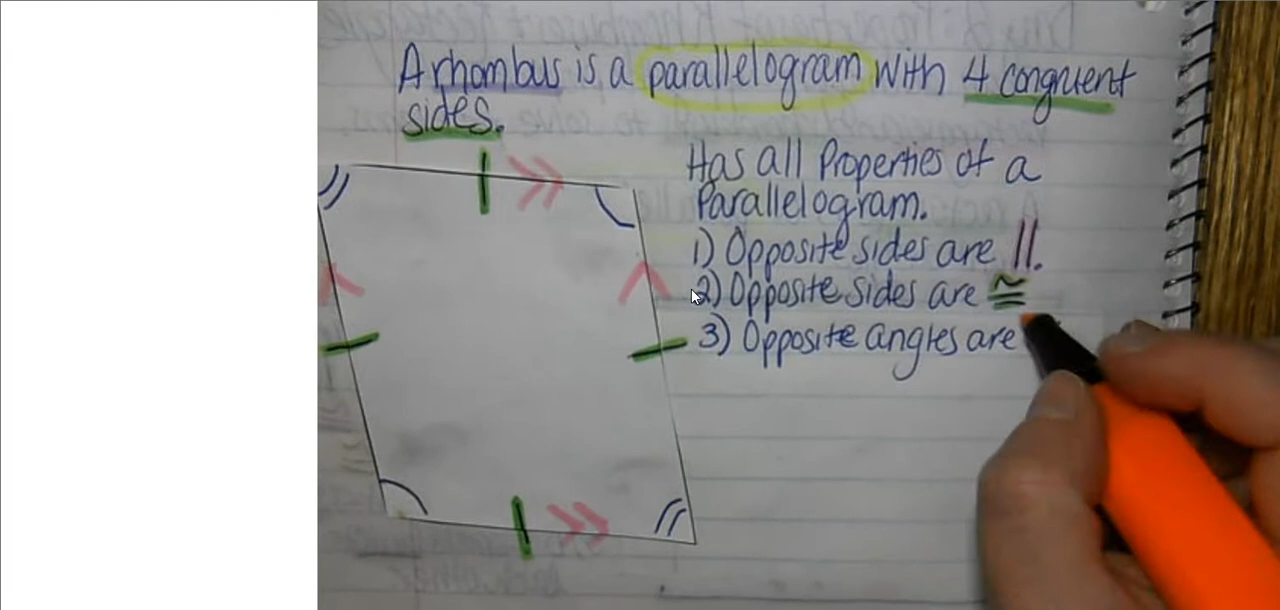 A rhombus is a parallelogram with 4 congruent
sides.
Has all Properties of a
Parallelogram.
1) Opposite sides are ||.
2) Opposite sides are ≅
3) Opposite angles are